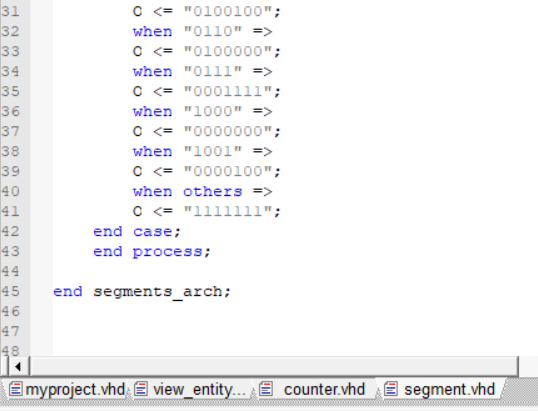 31 O <= "0100100";
32 when "0110" =>
33 O <= "0100000";
34 when "0111" =>
35 O <= "0001111";
36 when "1000" =>
37 O <= "0000000";
38 when "1001" =>
39 O <= "0000100";
40 when others =>
41 O <= "1111111";
42 end case;
43 end process;
44
45 end segments_arch;
46
47
48
myproject.vhd view_entity... counter.vhd segment.vhd